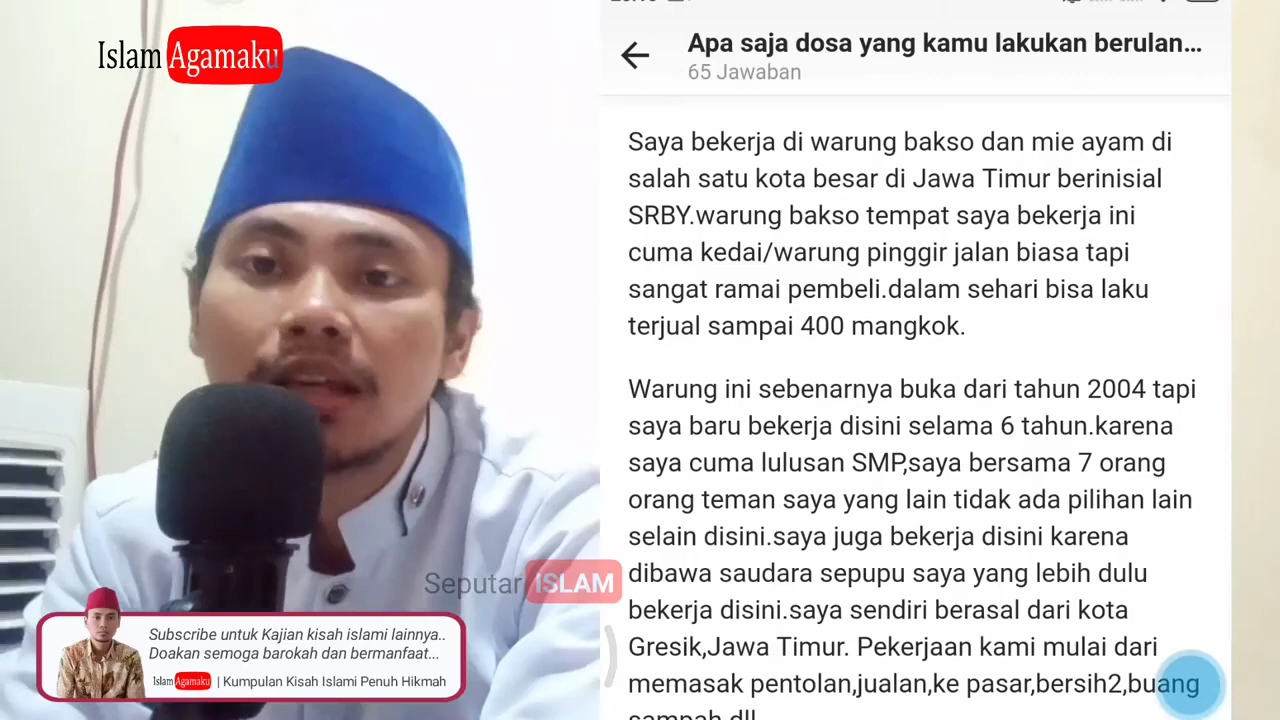 Islam Agamaku
Apa saja dosa yang kamu lakukan berulan...
65 Jawaban
Saya bekerja di warung bakso dan mie ayam di
salah satu kota besar di Jawa Timur berinisial
SRBY.warung bakso tempat saya bekerja ini
cuma kedai/warung pinggir jalan biasa tapi
sangat ramai pembeli.dalam sehari bisa laku
terjual sampai 400 mangkok.
Warung ini sebenarnya buka dari tahun 2004 tapi
saya baru bekerja disini selama 6 tahun.karena
saya cuma lulusan SMP,saya bersama 7 orang
orang teman saya yang lain tidak ada pilihan lain
selain disini.saya juga bekerja disini karena
dibawa saudara sepupu saya yang lebih dulu
bekerja disini.saya sendiri berasal dari kota
Gresik,Jawa Timur. Pekerjaan kami mulai dari
memasak pentolan,jualan,ke pasar,bersih2,buang
sampah,dll
Seputar ISLAM
Subscribe untuk Kajian kisah islami lainnya..
Doakan semoga barokah dan bermanfaat...
Islam Agamaku | Kumpulan Kisah Islami Penuh Hikmah